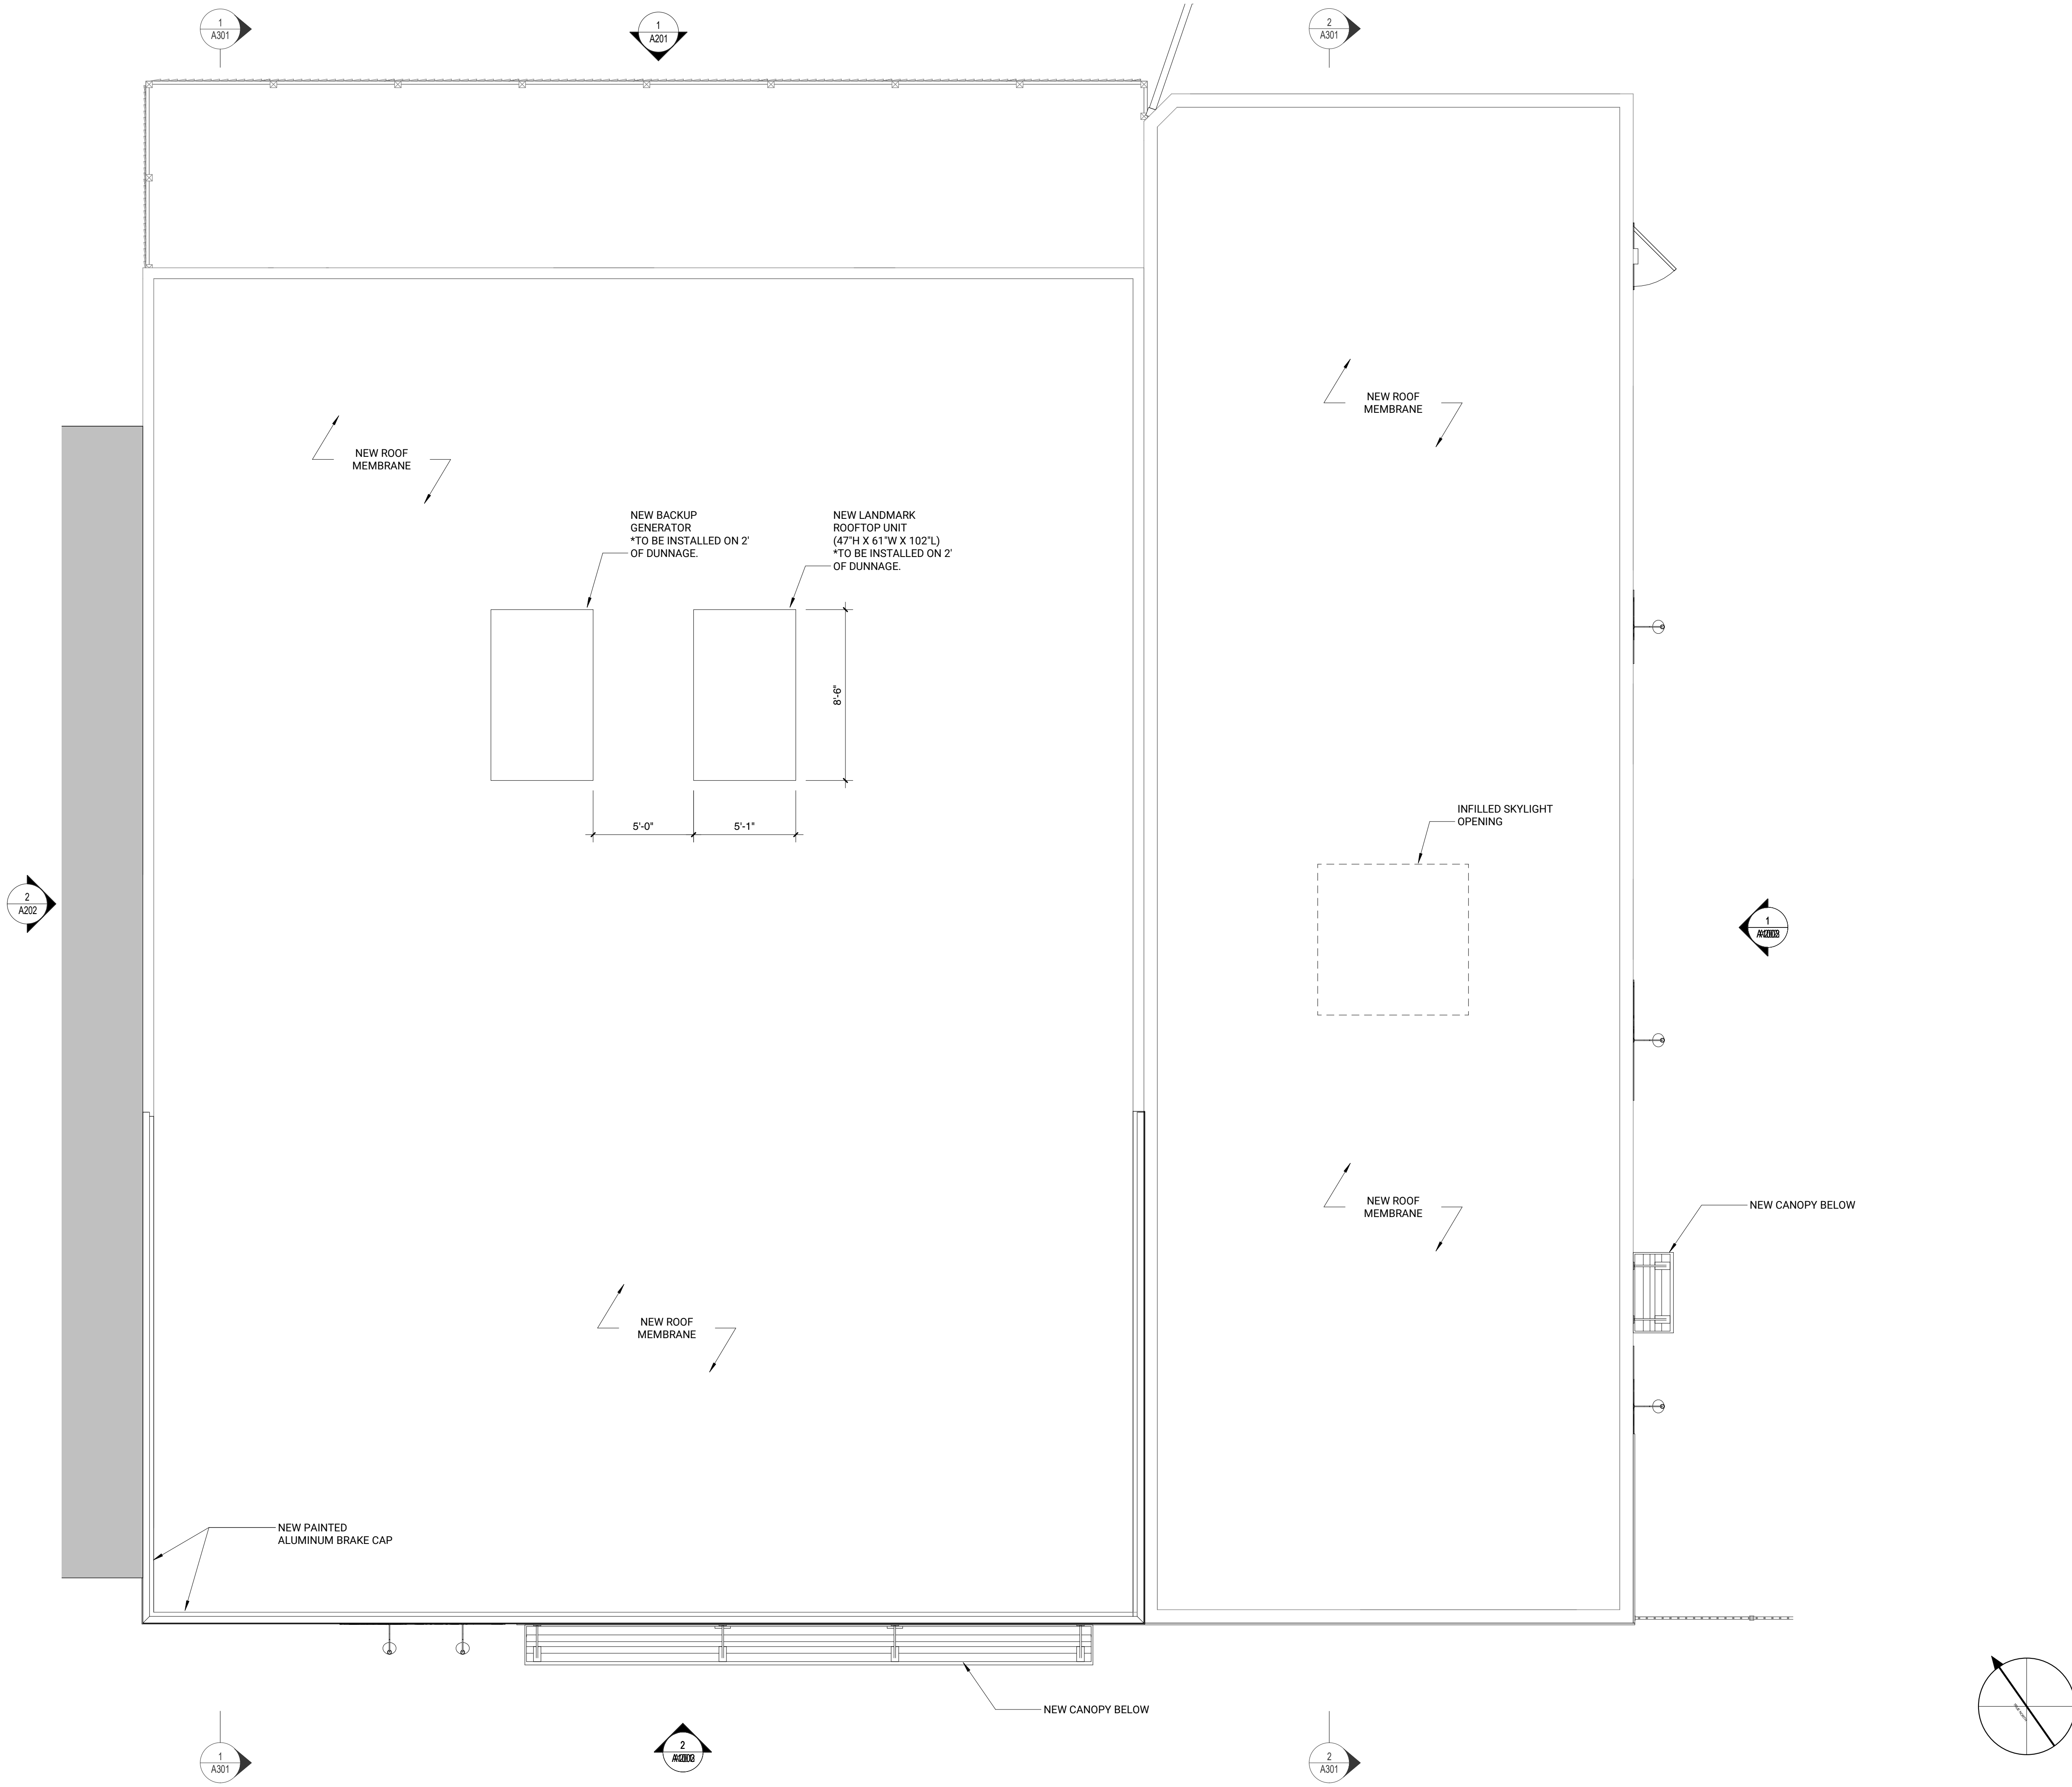 1
A301
1
A201
2
A301
NEW ROOF
MEMBRANE
NEW ROOF
MEMBRANE
NEW BACKUP
GENERATOR
*TO BE INSTALLED ON 2'
OF DUNNAGE.
NEW LANDMARK
ROOFTOP UNIT
(47"H X 61"W X 102"L)
*TO BE INSTALLED ON 2'
OF DUNNAGE.
8'-6"
5'-0"
5'-1"
INFILLED SKYLIGHT
OPENING
2
A202
1
NEW ROOF
MEMBRANE
NEW CANOPY BELOW
NEW ROOF
MEMBRANE
NEW PAINTED
ALUMINUM BRAKE CAP
NEW CANOPY BELOW
1
A301
2
2
A301